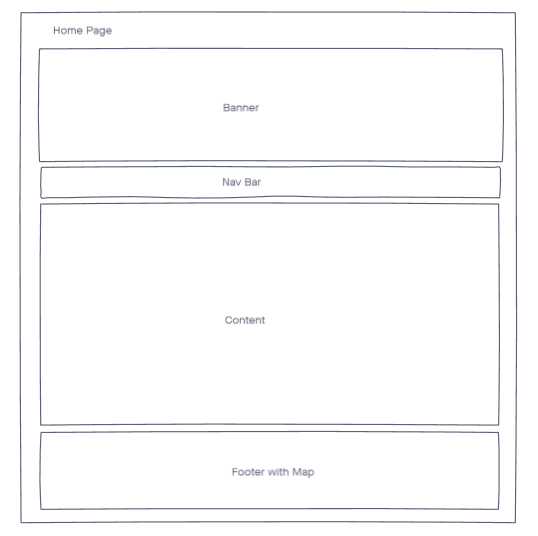 Home Page
Banner
Nav Bar
Content
Footer with Map